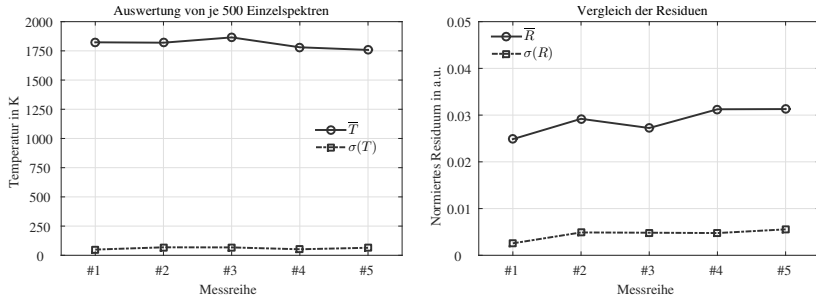 Auswertung von je 500 Einzelspektren
Temperatur in K
2000
1750
1500
1250
1000
750
500
250
0
T̅
σ(T)
#1 #2 #3 #4 #5
Messreihe
Vergleich der Residuen
Normiertes Residuum in a.u.
0.05
0.04
0.03
0.02
0.01
0
R̅
σ(R)
#1 #2 #3 #4 #5
Messreihe